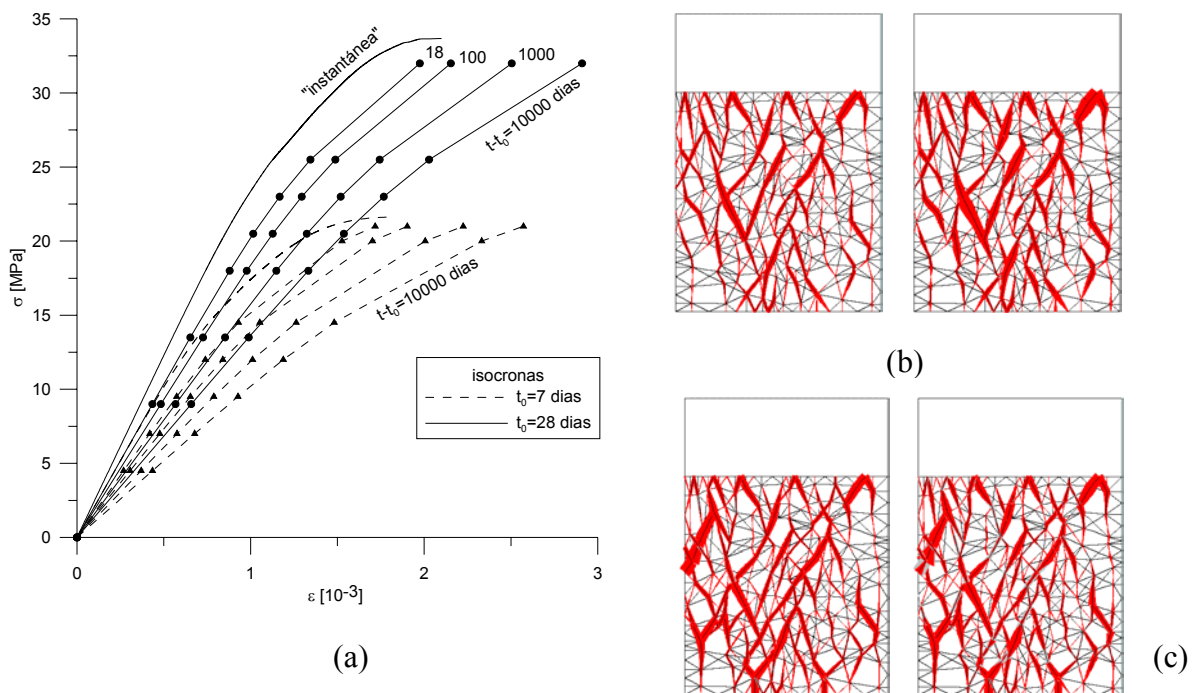 35
30
25
20
15
10
5
0
σ [MPa]
"instantánea"
18
100
1000
t-t₀=10000 dias
t-t₀=10000 dias
isocronas
t₀=7 dias
t₀=28 dias
0
1
2
3
ε [10⁻³]
(a)
(b)
(c)